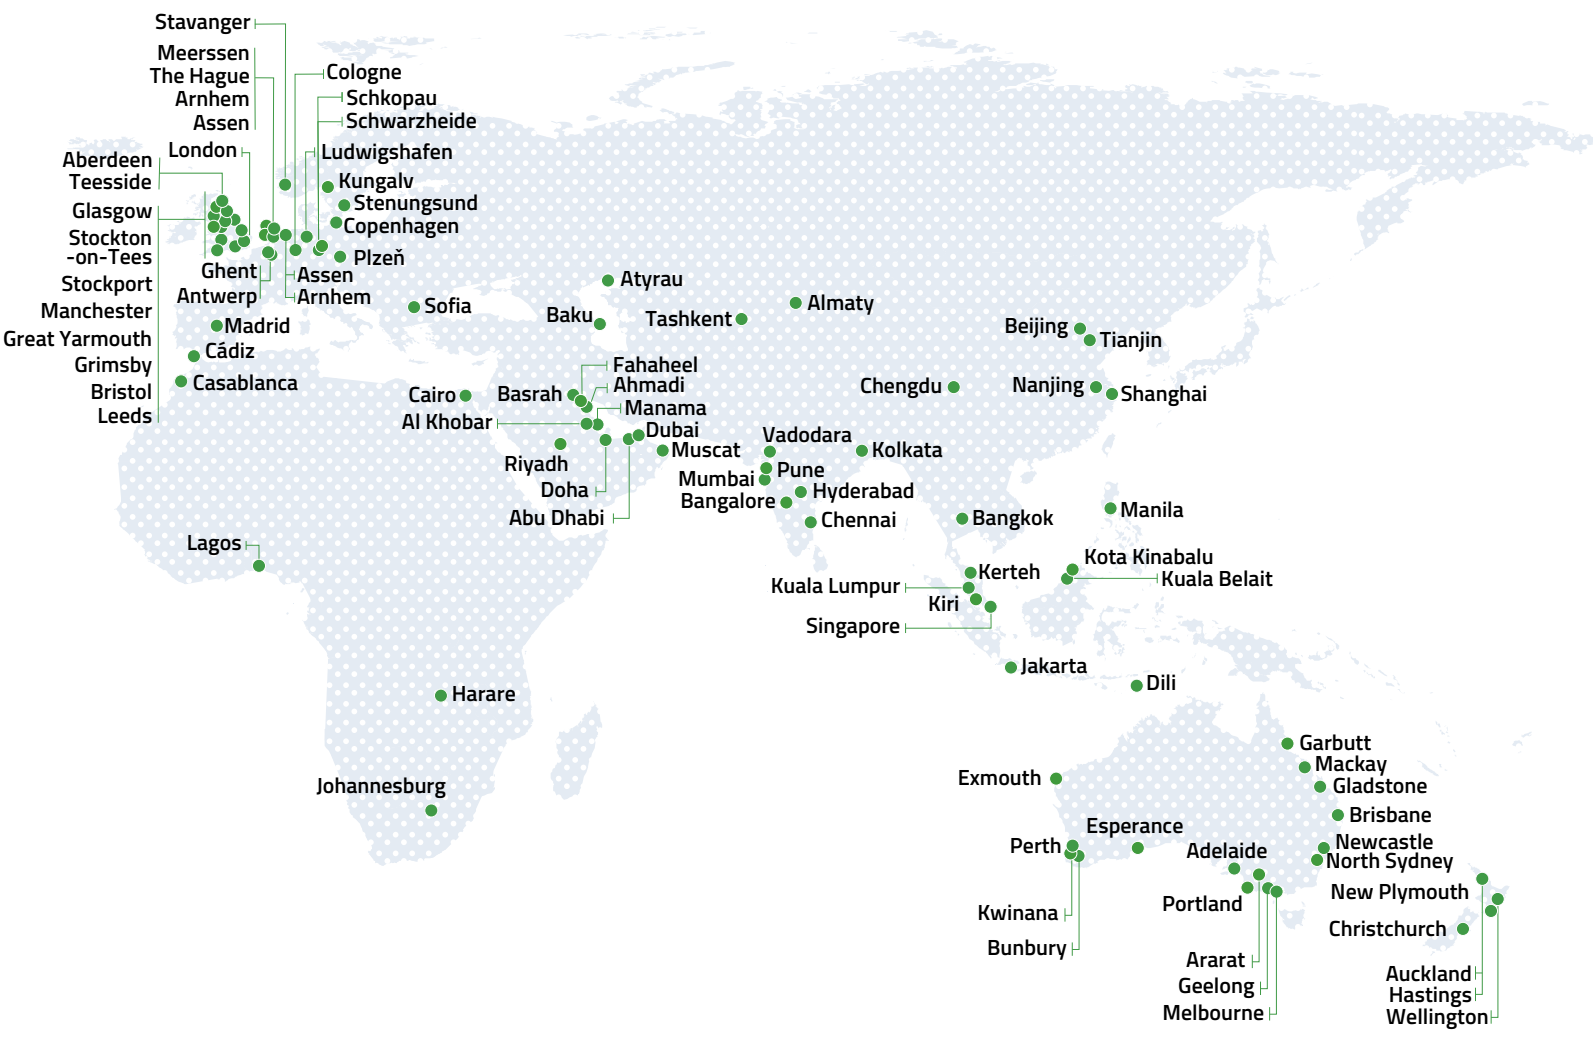 Stavanger
Meerssen
The Hague
Arnhem
Assen
London
Aberdeen
Teesside
Glasgow
Stockton
-on-Tees
Stockport
Manchester
Great Yarmouth
Grimsby
Bristol
Leeds
Cologne
Schkopau
Schwarzheide
Ludwigshafen
Kungalv
Stenungsund
Copenhagen
Plzeň
Ghent
Assen
Antwerp
Arnhem
Sofia
Madrid
Cádiz
Casablanca
Atyrau
Baku
Tashkent
Almaty
Beijing
Tianjin
Fahaheel
Ahmadi
Cairo
Basrah
Manama
Al Khobar
Dubai
Muscat
Riyadh
Doha
Abu Dhabi
Chengdu
Nanjing
Shanghai
Vadodara
Kolkata
Pune
Mumbai
Hyderabad
Bangalore
Chennai
Bangkok
Manila
Lagos
Kota Kinabalu
Kuala Belait
Kerteh
Kuala Lumpur
Kiri
Singapore
Jakarta
Dili
Harare
Johannesburg
Garbutt
Mackay
Exmouth
Gladstone
Brisbane
Esperance
Perth
Newcastle
Adelaide
North Sydney
New Plymouth
Portland
Kwinana
Christchurch
Bunbury
Ararat
Auckland
Geelong
Hastings
Melbourne
Wellington